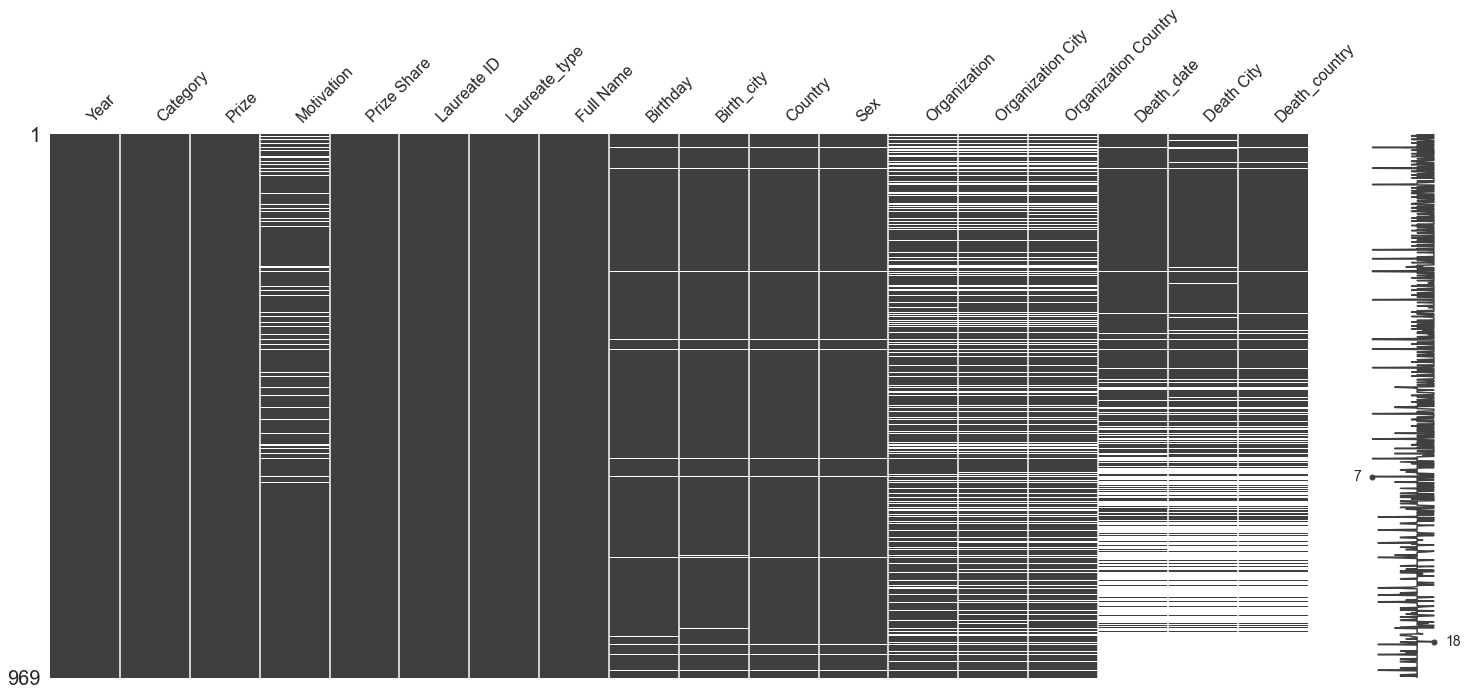 Year
Category
Prize
Motivation
Prize Share
Laureate ID
Laureate_type
Full Name
Birthday
Birth_city
Country
Sex
Organization
Organization City
Organization Country
Death_date
Death City
Death_country
1
7
18
969